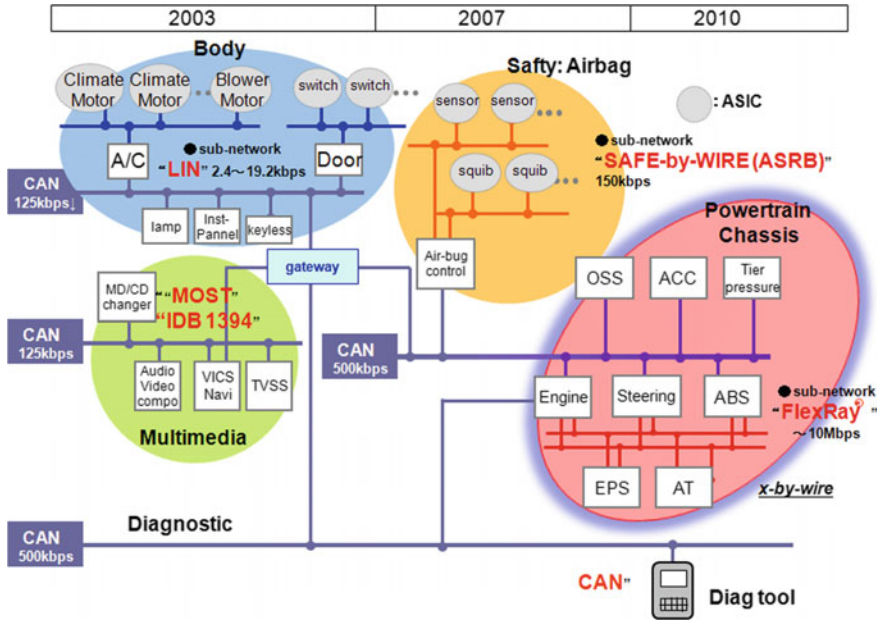 2003
2007
2010
Body
Climate
Motor
Climate
Motor
Blower
Motor
switch
switch
Safty: Airbag
sensor
sensor
: ASIC
A/C
● sub-network
"LIN" 2.4～19.2kbps
Door
squib
squib
● sub-network
"SAFE-by-WIRE (ASRB)"
150kbps
CAN
125kbps↓
lamp
Inst-
Pannel
keyless
Powertrain
Chassis
gateway
Air-bug
control
OSS
ACC
Tier
pressure
MD/CD
changer
""MOST"
"IDB 1394"
CAN
125kbps
CAN
500kbps
Audio
Video
compo
VICS
Navi
TVSS
Engine
Steering
ABS
● sub-network
"FlexRay"
～10Mbps
Multimedia
EPS
AT
x-by-wire
Diagnostic
CAN
500kbps
CAN"
Diag tool